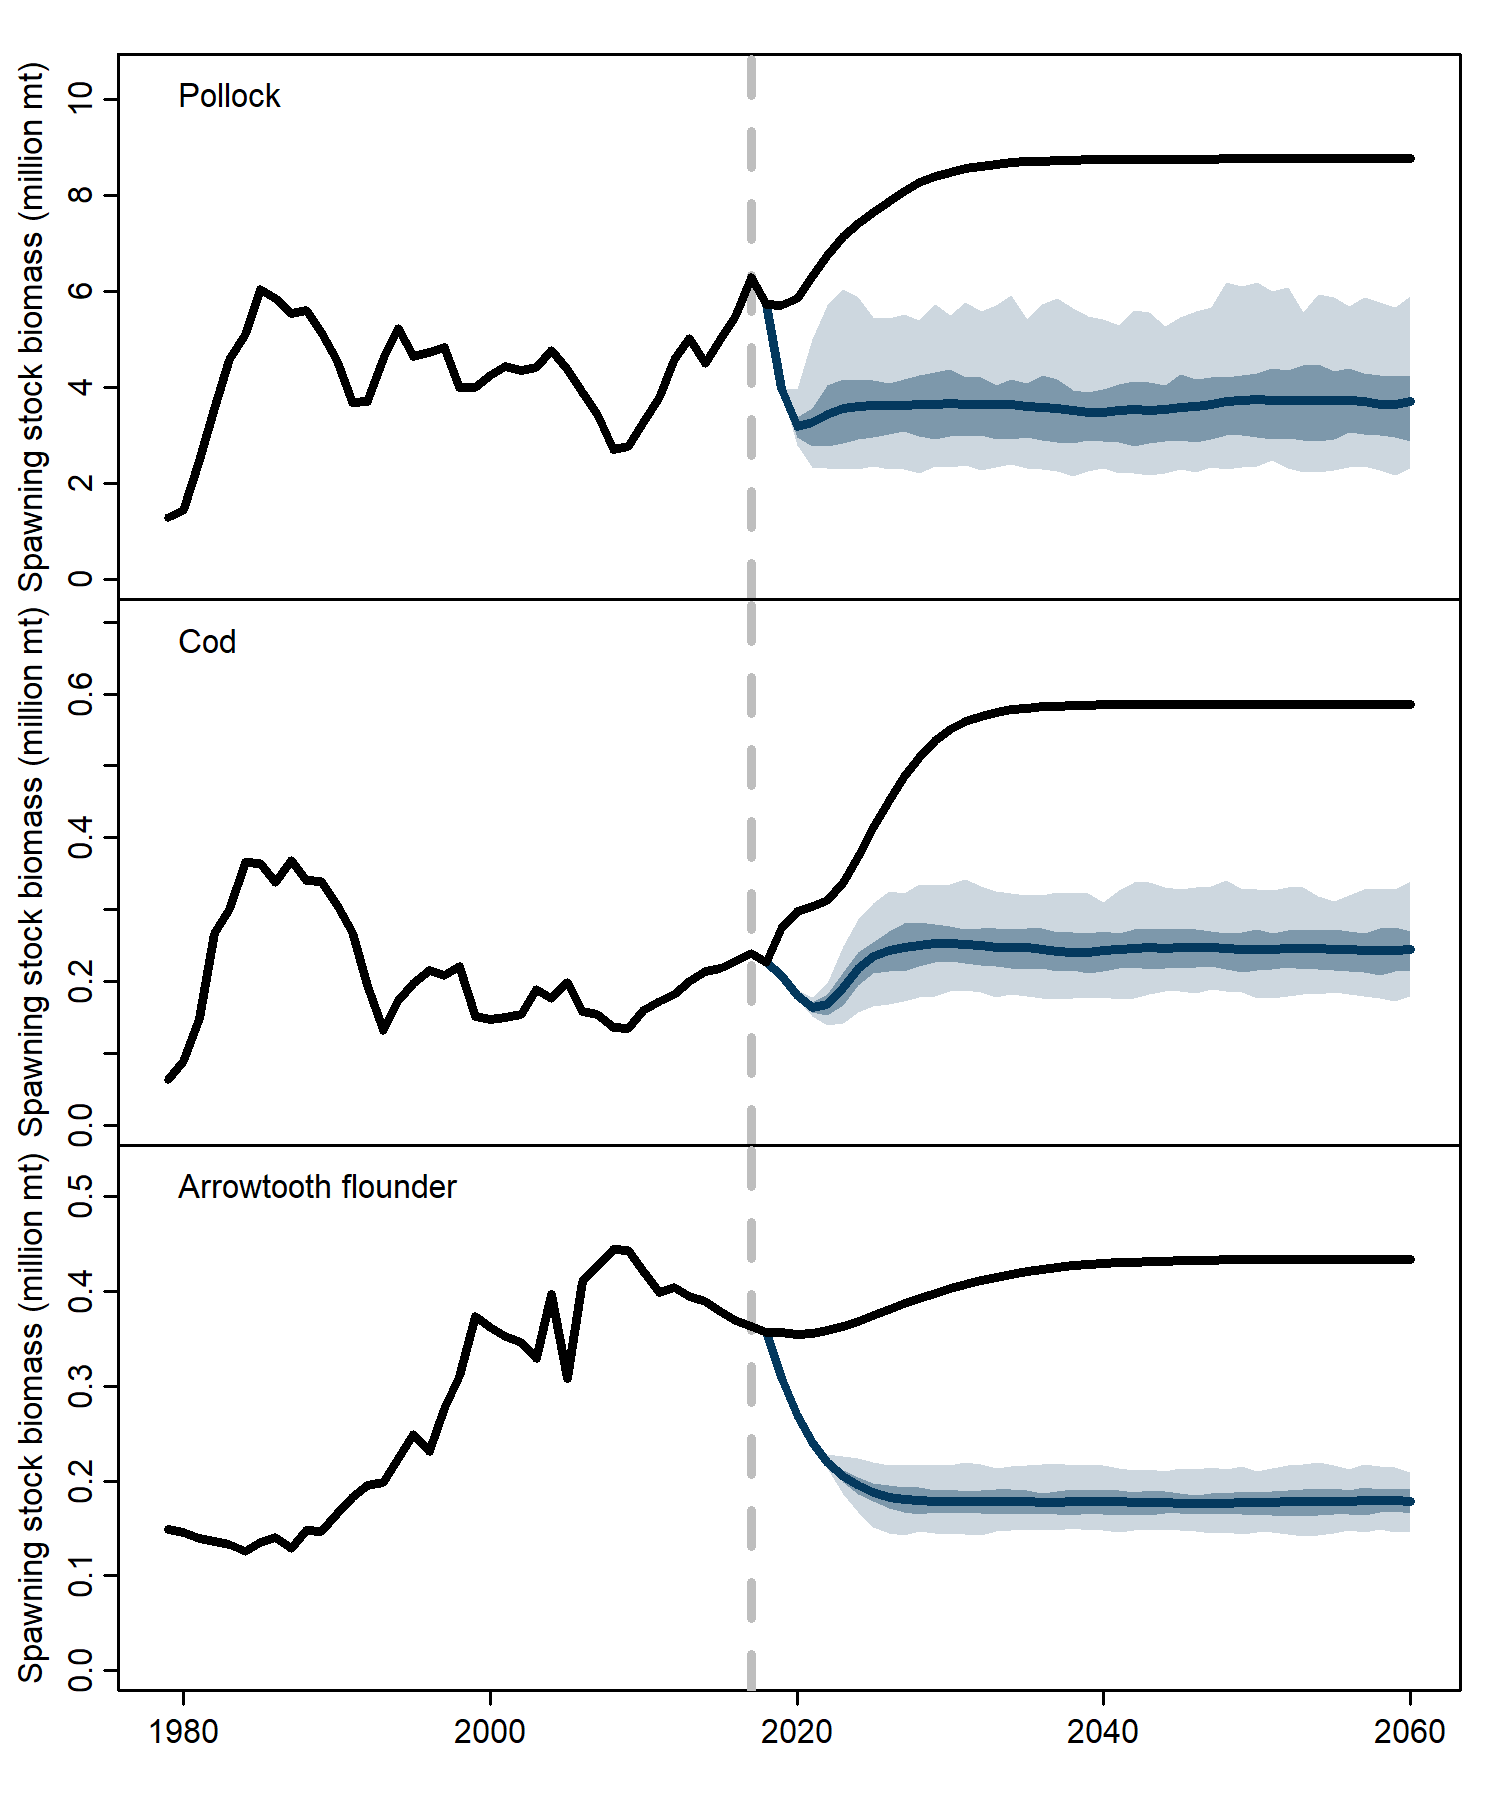 Pollock
Spawning stock biomass (million mt)
10
8
6
4
2
0
Cod
Spawning stock biomass (million mt)
0.6
0.4
0.2
0.0
Arrowtooth flounder
Spawning stock biomass (million mt)
0.5
0.4
0.3
0.2
0.1
0.0
1980 2000 2020 2040 2060